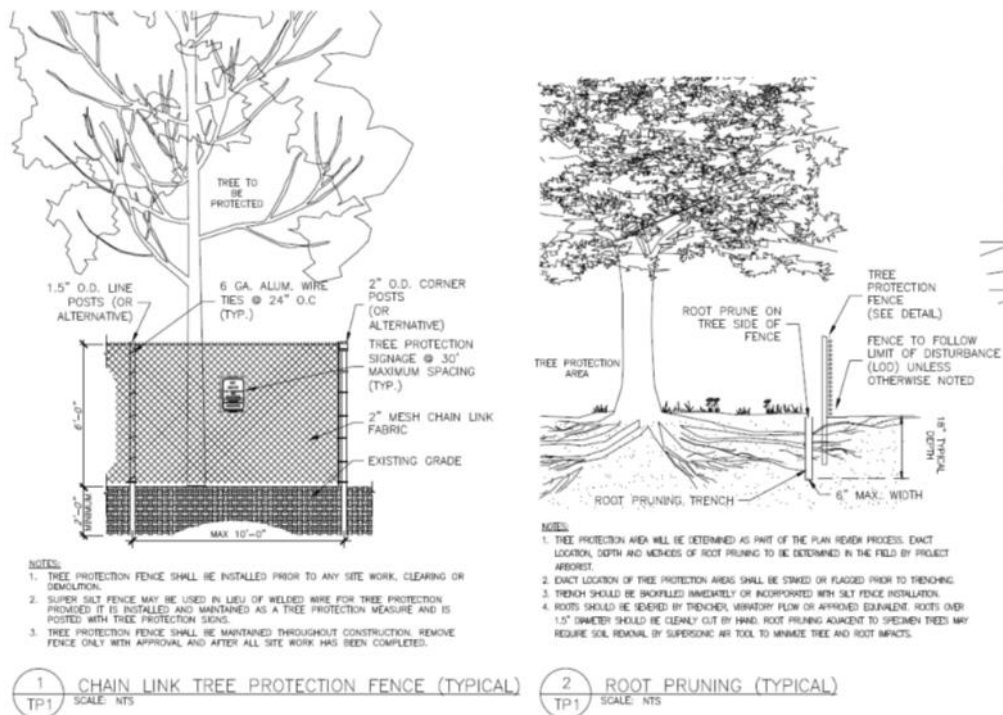 TREE TO
BE
PROTECTED
1.5" O.D. LINE
POSTS (OR
ALTERNATIVE)
6 GA. ALUM. WIRE
TIES @ 24" O.C
(TYP.)
2" O.D. CORNER
POSTS
(OR
ALTERNATIVE)
TREE PROTECTION
SIGNAGE @ 30'
MAXIMUM SPACING
(TYP.)
2" MESH CHAIN LINK
FABRIC
EXISTING GRADE
6'-0"
2'-0"
MINIMUM
MAX 10'-0"
NOTES:
1. TREE PROTECTION FENCE SHALL BE INSTALLED PRIOR TO ANY SITE WORK, CLEARING OR
DEMOLITION.
2. SUPER SILT FENCE MAY BE USED IN LIEU OF WELDED WIRE FOR TREE PROTECTION
PROVIDED IT IS INSTALLED AND MAINTAINED AS A TREE PROTECTION MEASURE AND IS
POSTED WITH TREE PROTECTION SIGNS.
3. TREE PROTECTION FENCE SHALL BE MAINTAINED THROUGHOUT CONSTRUCTION. REMOVE
FENCE ONLY WITH APPROVAL AND AFTER ALL SITE WORK HAS BEEN COMPLETED.
1
TP1
CHAIN LINK TREE PROTECTION FENCE (TYPICAL)
SCALE: NTS
TREE PROTECTION
AREA
ROOT PRUNE ON
TREE SIDE OF
FENCE
TREE
PROTECTION
FENCE
(SEE DETAIL)
FENCE TO FOLLOW
LIMIT OF DISTURBANCE
(LOD) UNLESS
OTHERWISE NOTED
18" TYPICAL
DEPTH
ROOT PRUNING TRENCH
6" MAX. WIDTH
NOTES:
1. TREE PROTECTION AREA WILL BE DETERMINED AS PART OF THE PLAN REVIEW PROCESS. EXACT
LOCATION, DEPTH AND METHODS OF ROOT PRUNING TO BE DETERMINED IN THE FIELD BY PROJECT
ARBORIST.
2. EXACT LOCATION OF TREE PROTECTION AREAS SHALL BE STAKED OR FLAGGED PRIOR TO TRENCHING.
3. TRENCH SHOULD BE BACKFILLED IMMEDIATELY OR INCORPORATED WITH SILT FENCE INSTALLATION.
4. ROOTS SHOULD BE SEVERED BY TRENCHER, VIBRATORY PLOW OR APPROVED EQUIVALENT. ROOTS OVER
1.5" DIAMETER SHOULD BE CLEANLY CUT BY HAND. ROOT PRUNING ADJACENT TO SPECIMEN TREES MAY
REQUIRE SOIL REMOVAL BY SUPERSONIC AIR TOOL TO MINIMIZE TREE AND ROOT IMPACTS.
2
TP1
ROOT PRUNING (TYPICAL)
SCALE: NTS